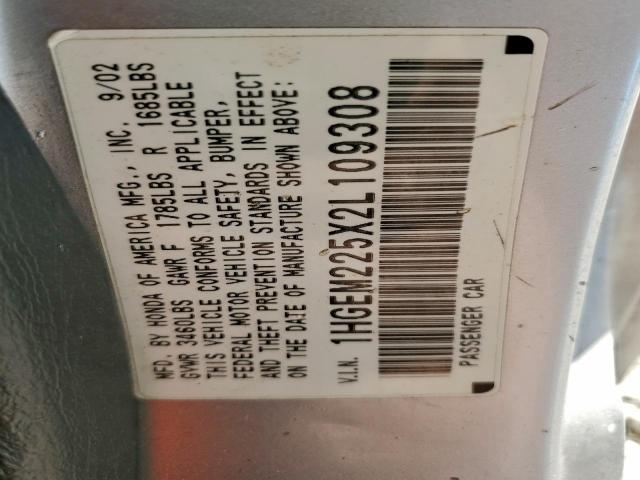 MFD. BY HONDA OF AMERICA MFG., INC. 9/02
GVWR 3460LBS GAWR F 1785LBS R 1685LBS
THIS VEHICLE CONFORMS TO ALL APPLICABLE
FEDERAL MOTOR VEHICLE SAFETY, BUMPER,
AND THEFT PREVENTION STANDARDS IN EFFECT
ON THE DATE OF MANUFACTURE SHOWN ABOVE:
V.I.N. 1HGEM225X2L109308
PASSENGER CAR